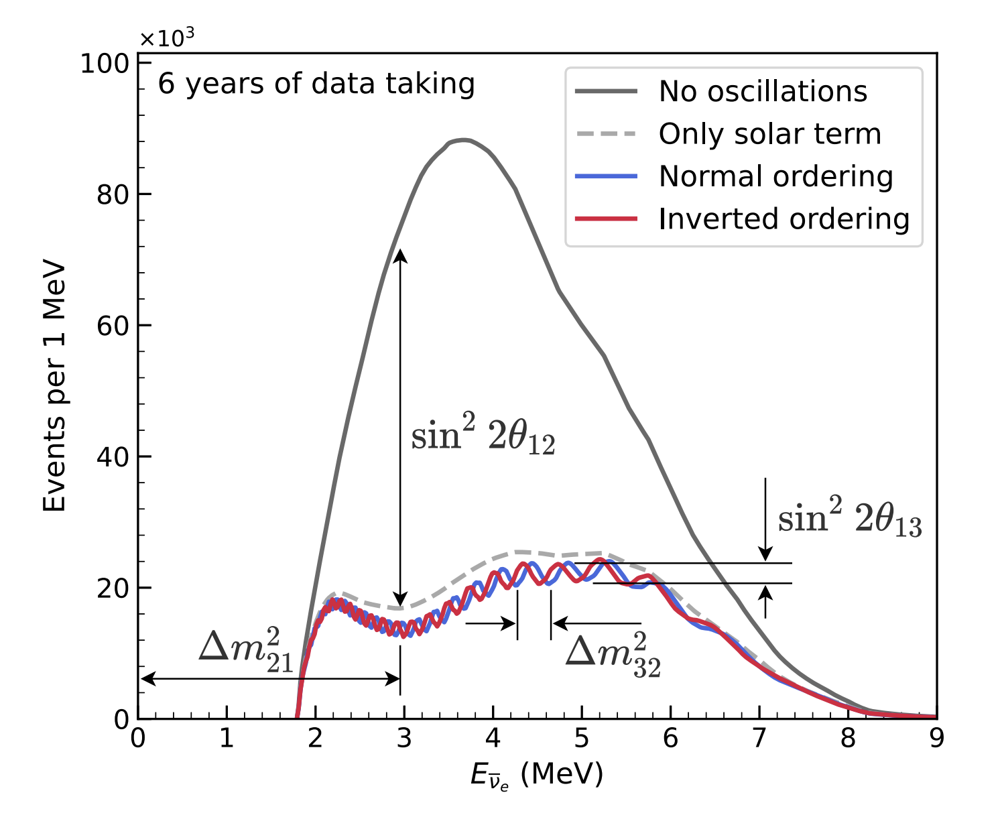 ×10³
100
80
60
40
20
0
Events per 1 MeV
6 years of data taking
No oscillations
Only solar term
Normal ordering
Inverted ordering
sin² 2θ₁₂
sin² 2θ₁₃
Δm²₂₁
Δm²₃₂
0 1 2 3 4 5 6 7 8 9
E_ν̅ₑ (MeV)